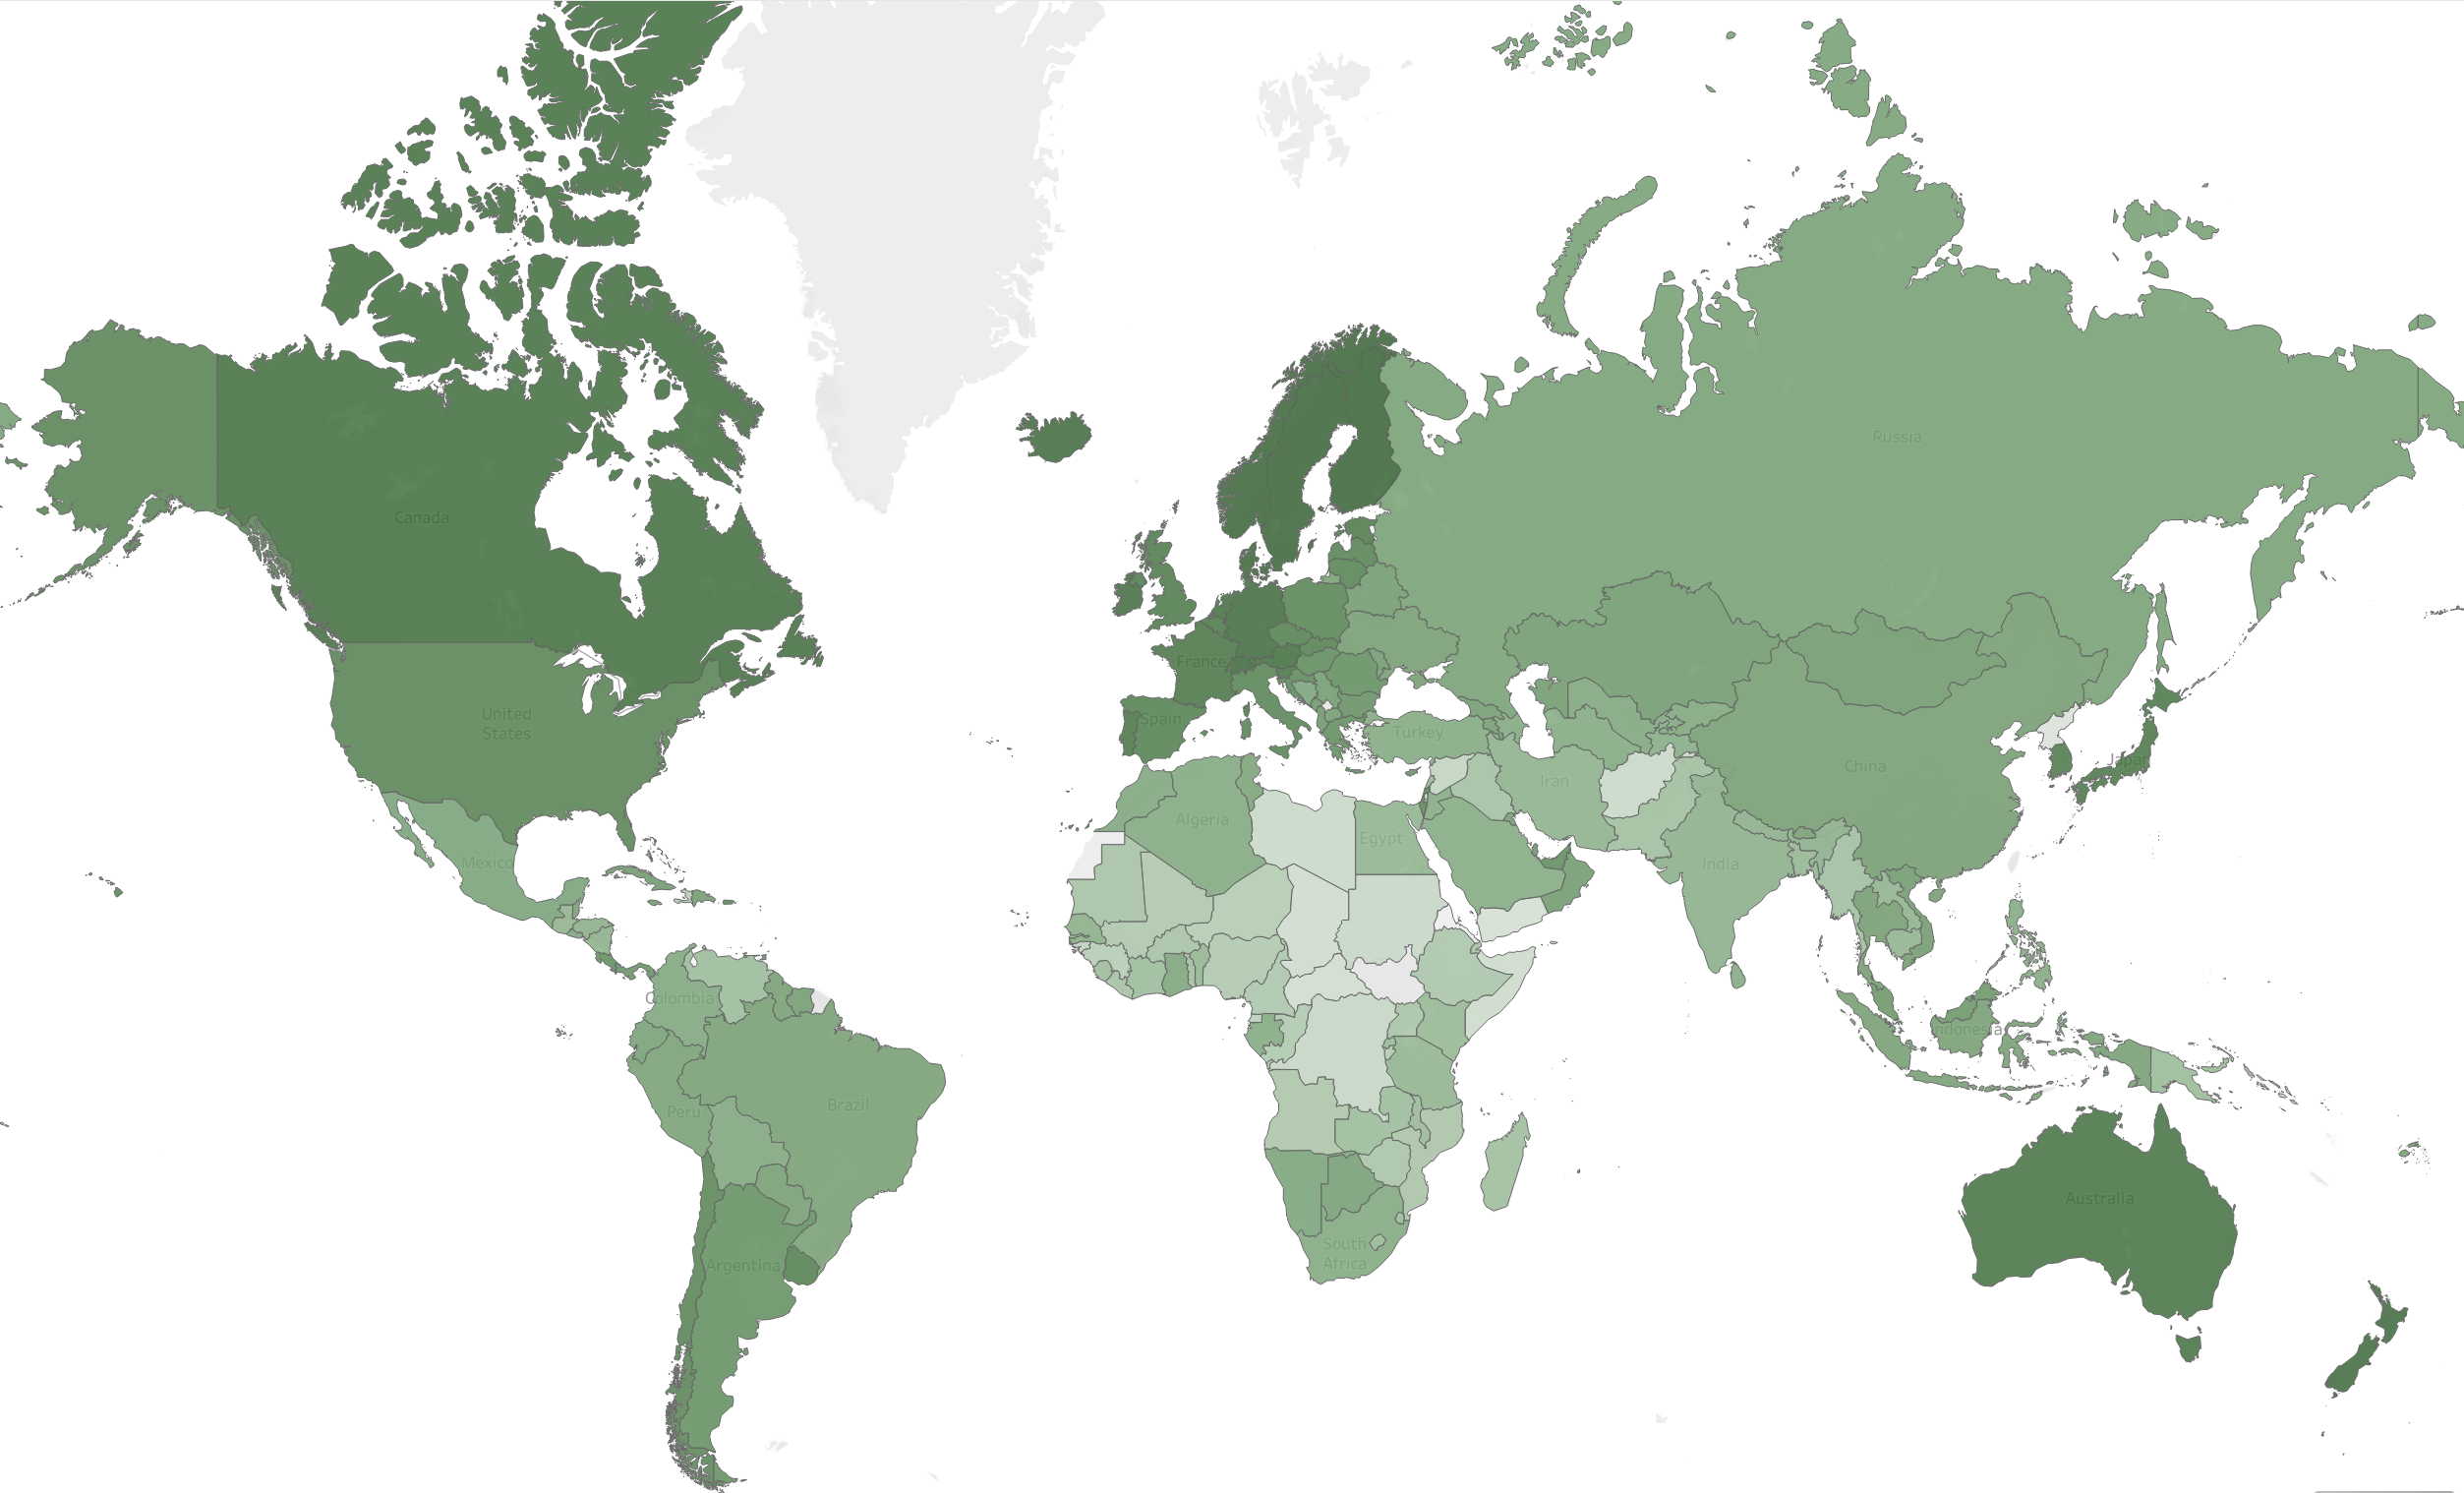 Russia
Canada
France
United
States
Spain
Turkey
Japan
China
Iran
Algeria
Egypt
Mexico
India
Colombia
Indonesia
Brazil
Peru
Australia
South
Africa
Argentina